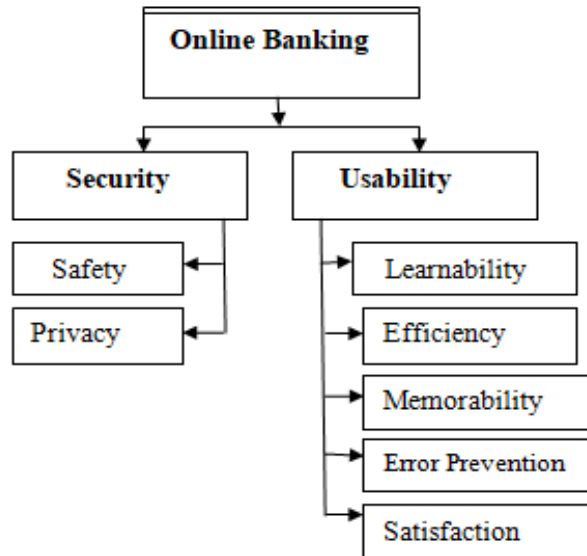 Online Banking
Security
Usability
Safety
Privacy
Learnability
Efficiency
Memorability
Error Prevention
Satisfaction